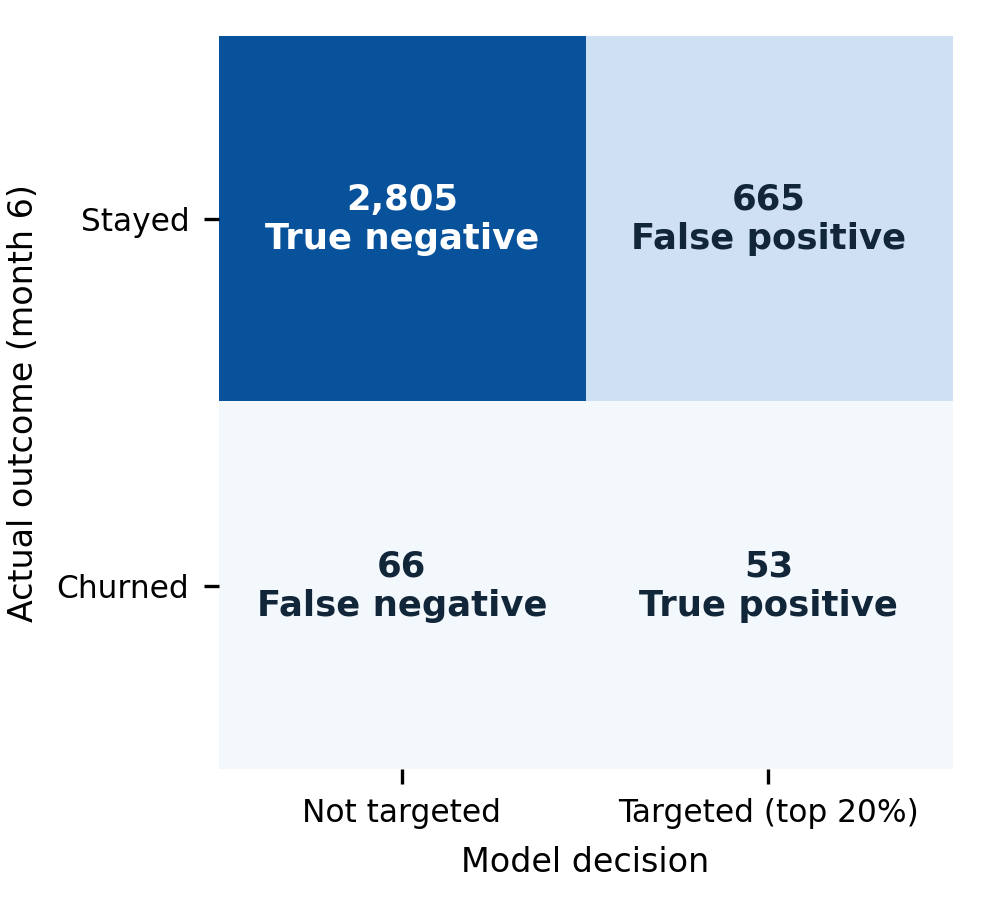 Actual outcome (month 6)
Stayed
2,805
True negative
665
False positive
Churned
66
False negative
53
True positive
Not targeted
Targeted (top 20%)
Model decision